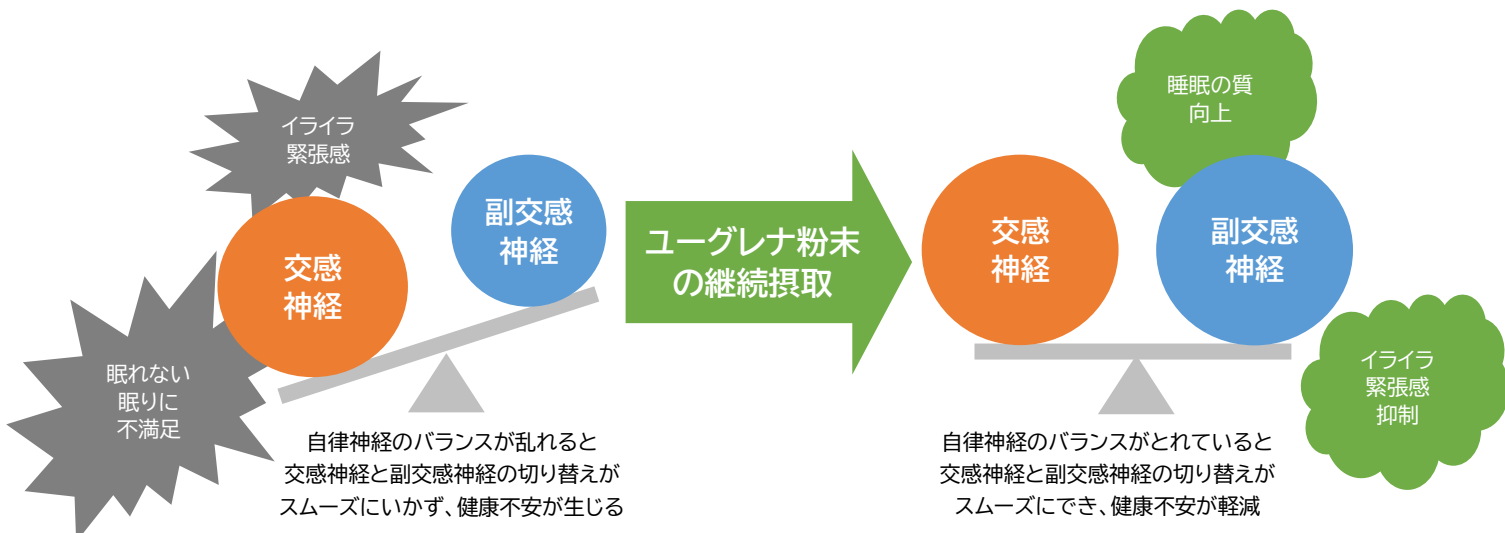 イライラ
緊張感
交感
神経
副交感
神経
眠れない
眠りに
不満足
自律神経のバランスが乱れると
交感神経と副交感神経の切り替えが
スムーズにいかず、健康不安が生じる
ユーグレナ粉末
の継続摂取
睡眠の質
向上
交感
神経
副交感
神経
イライラ
緊張感
抑制
自律神経のバランスがとれていると
交感神経と副交感神経の切り替えが
スムーズにでき、健康不安が軽減